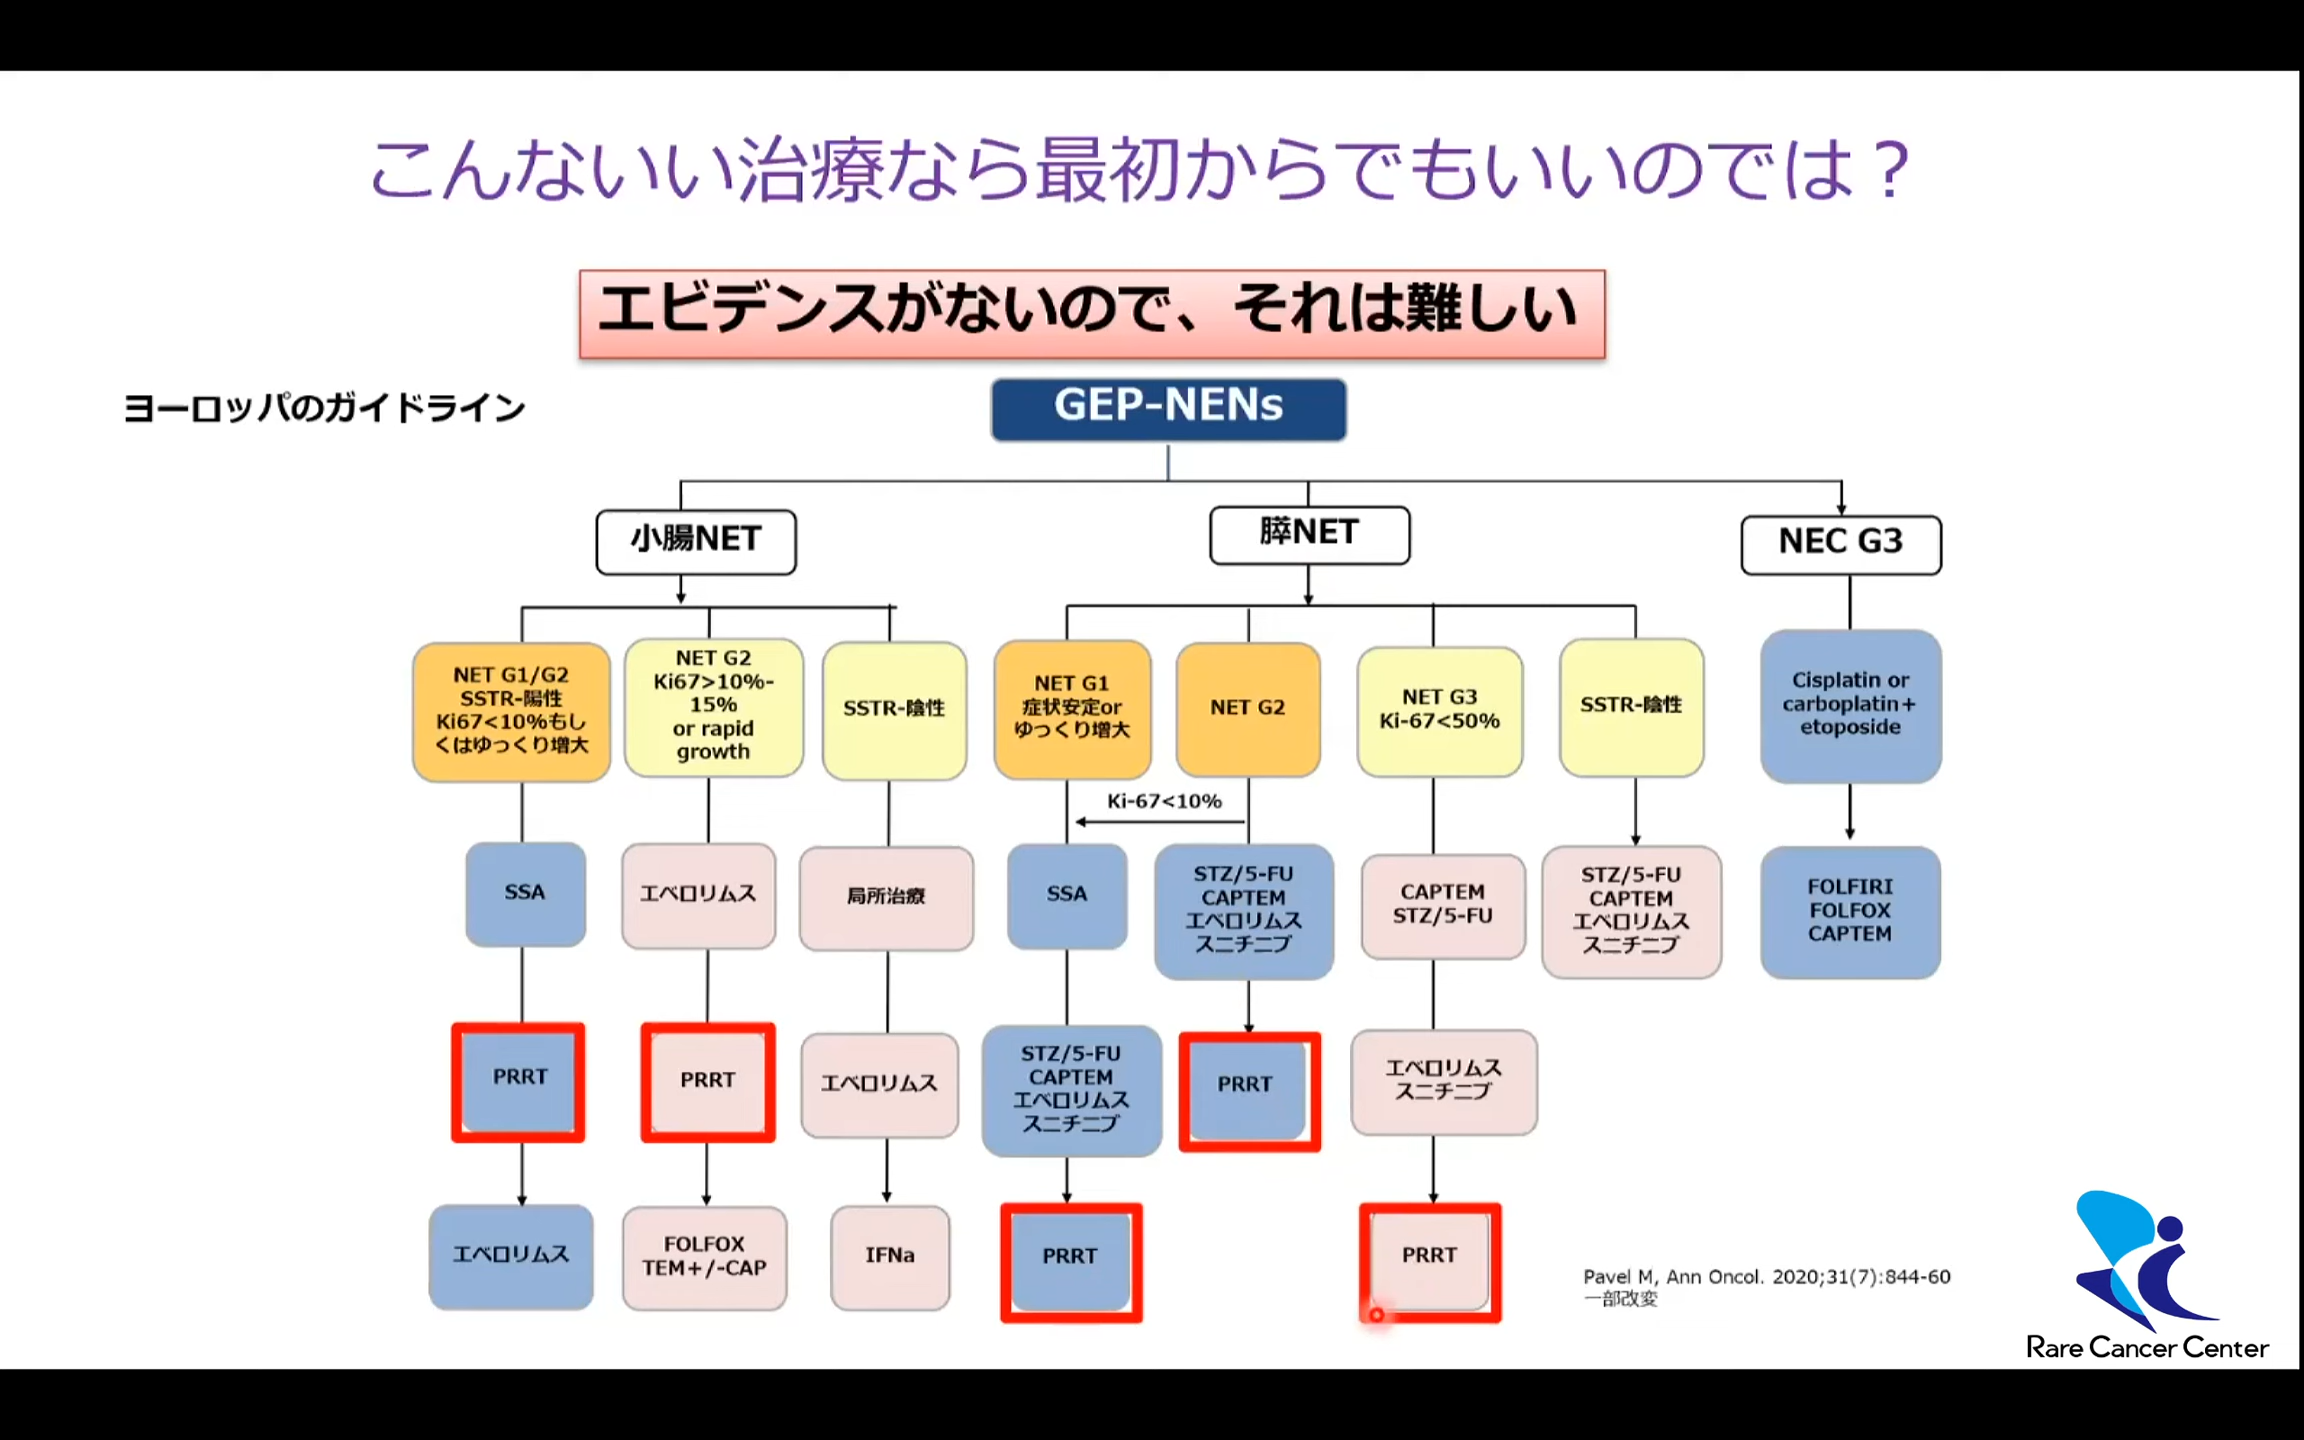 こんないい治療なら最初からでもいいのでは？
エビデンスがないので、それは難しい
ヨーロッパのガイドライン
GEP-NENs
小腸NET
膵NET
NEC G3
NET G1/G2
SSTR-陽性
Ki67<10%もし
くはゆっくり増大
NET G2
Ki67>10%-
15%
or rapid
growth
SSTR-陰性
NET G1
症状安定or
ゆっくり増大
NET G2
NET G3
Ki-67<50%
SSTR-陰性
Cisplatin or
carboplatin+
etoposide
Ki-67<10%
SSA
エベロリムス
局所治療
SSA
STZ/5-FU
CAPTEM
エベロリムス
スニチニブ
CAPTEM
STZ/5-FU
STZ/5-FU
CAPTEM
エベロリムス
スニチニブ
FOLFIRI
FOLFOX
CAPTEM
PRRT
PRRT
エベロリムス
STZ/5-FU
CAPTEM
エベロリムス
スニチニブ
PRRT
エベロリムス
スニチニブ
エベロリムス
FOLFOX
TEM+/-CAP
IFNa
PRRT
PRRT
Pavel M, Ann Oncol. 2020;31(7):844-60
一部改変
Rare Cancer Center